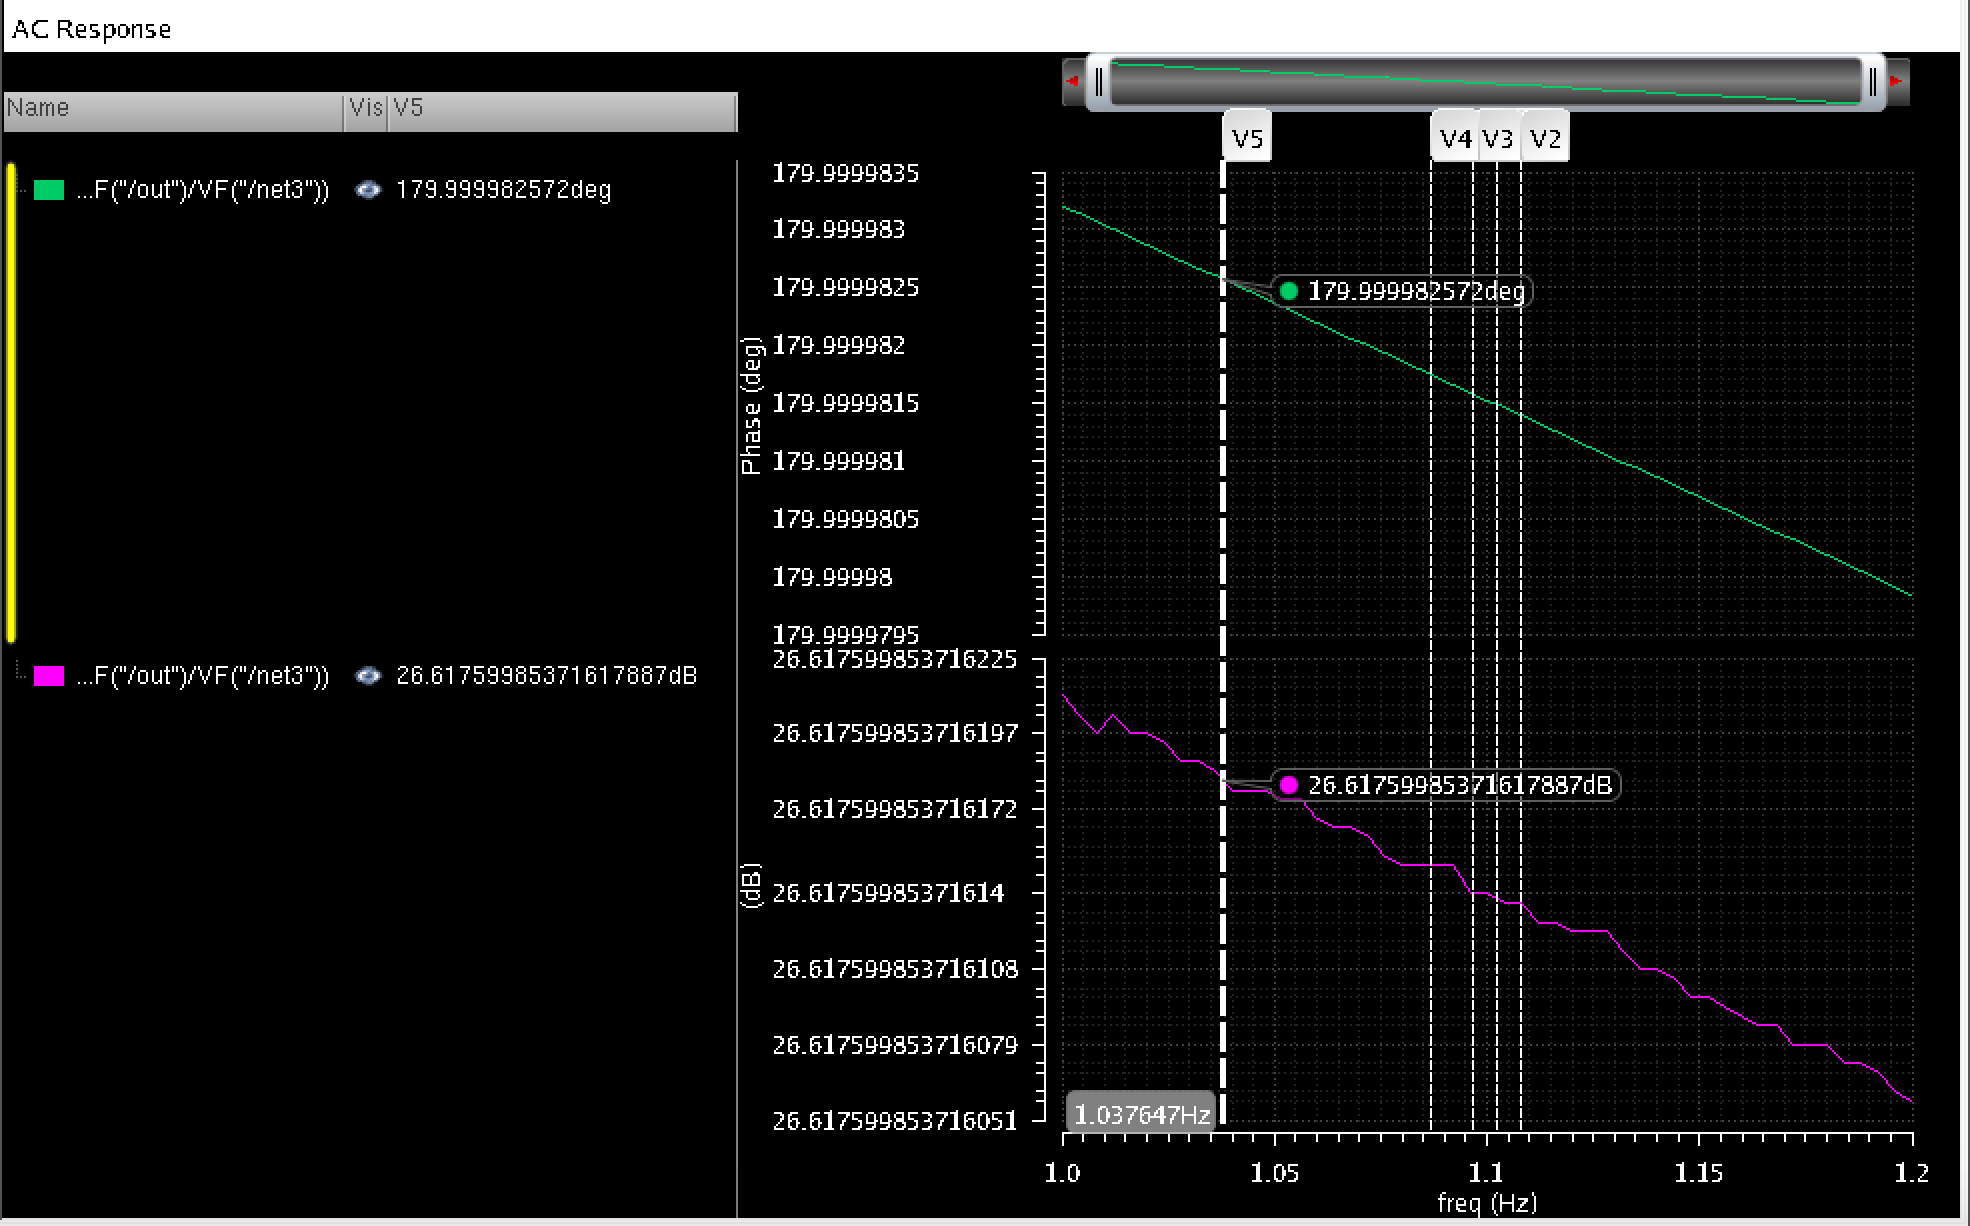 AC Response
Name Vis V5
V5 V4 V3 V2
...F("/out")/VF("/net3")) 179.999982572deg
179.9999835
179.999983
179.9999825
179.999982
179.9999815
179.999981
179.9999805
179.99998
179.9999795
Phase (deg)
179.999982572deg
...F("/out")/VF("/net3")) 26.617599985371617887dB
26.617599853716225
26.617599853716197
26.617599853716172
26.61759985371614
26.617599853716108
26.617599853716079
26.617599853716051
(dB)
26.617599985371617887dB
1.037647Hz
1.0 1.05 1.1 1.15 1.2
freq (Hz)